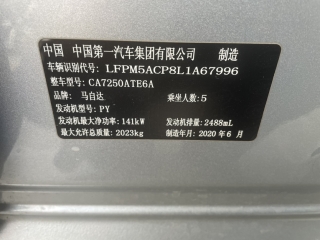 中国 中国第一汽车集团有限公司 制造
车辆识别代号: LFPM5ACP8L1A67996
整车型号: CA7250ATE6A
品牌: 马自达 乘坐人数: 5
发动机型号: PY
发动机最大净功率: 141kW 发动机排量: 2488mL
最大允许总质量: 2023kg 制造年月: 2020 年 6 月